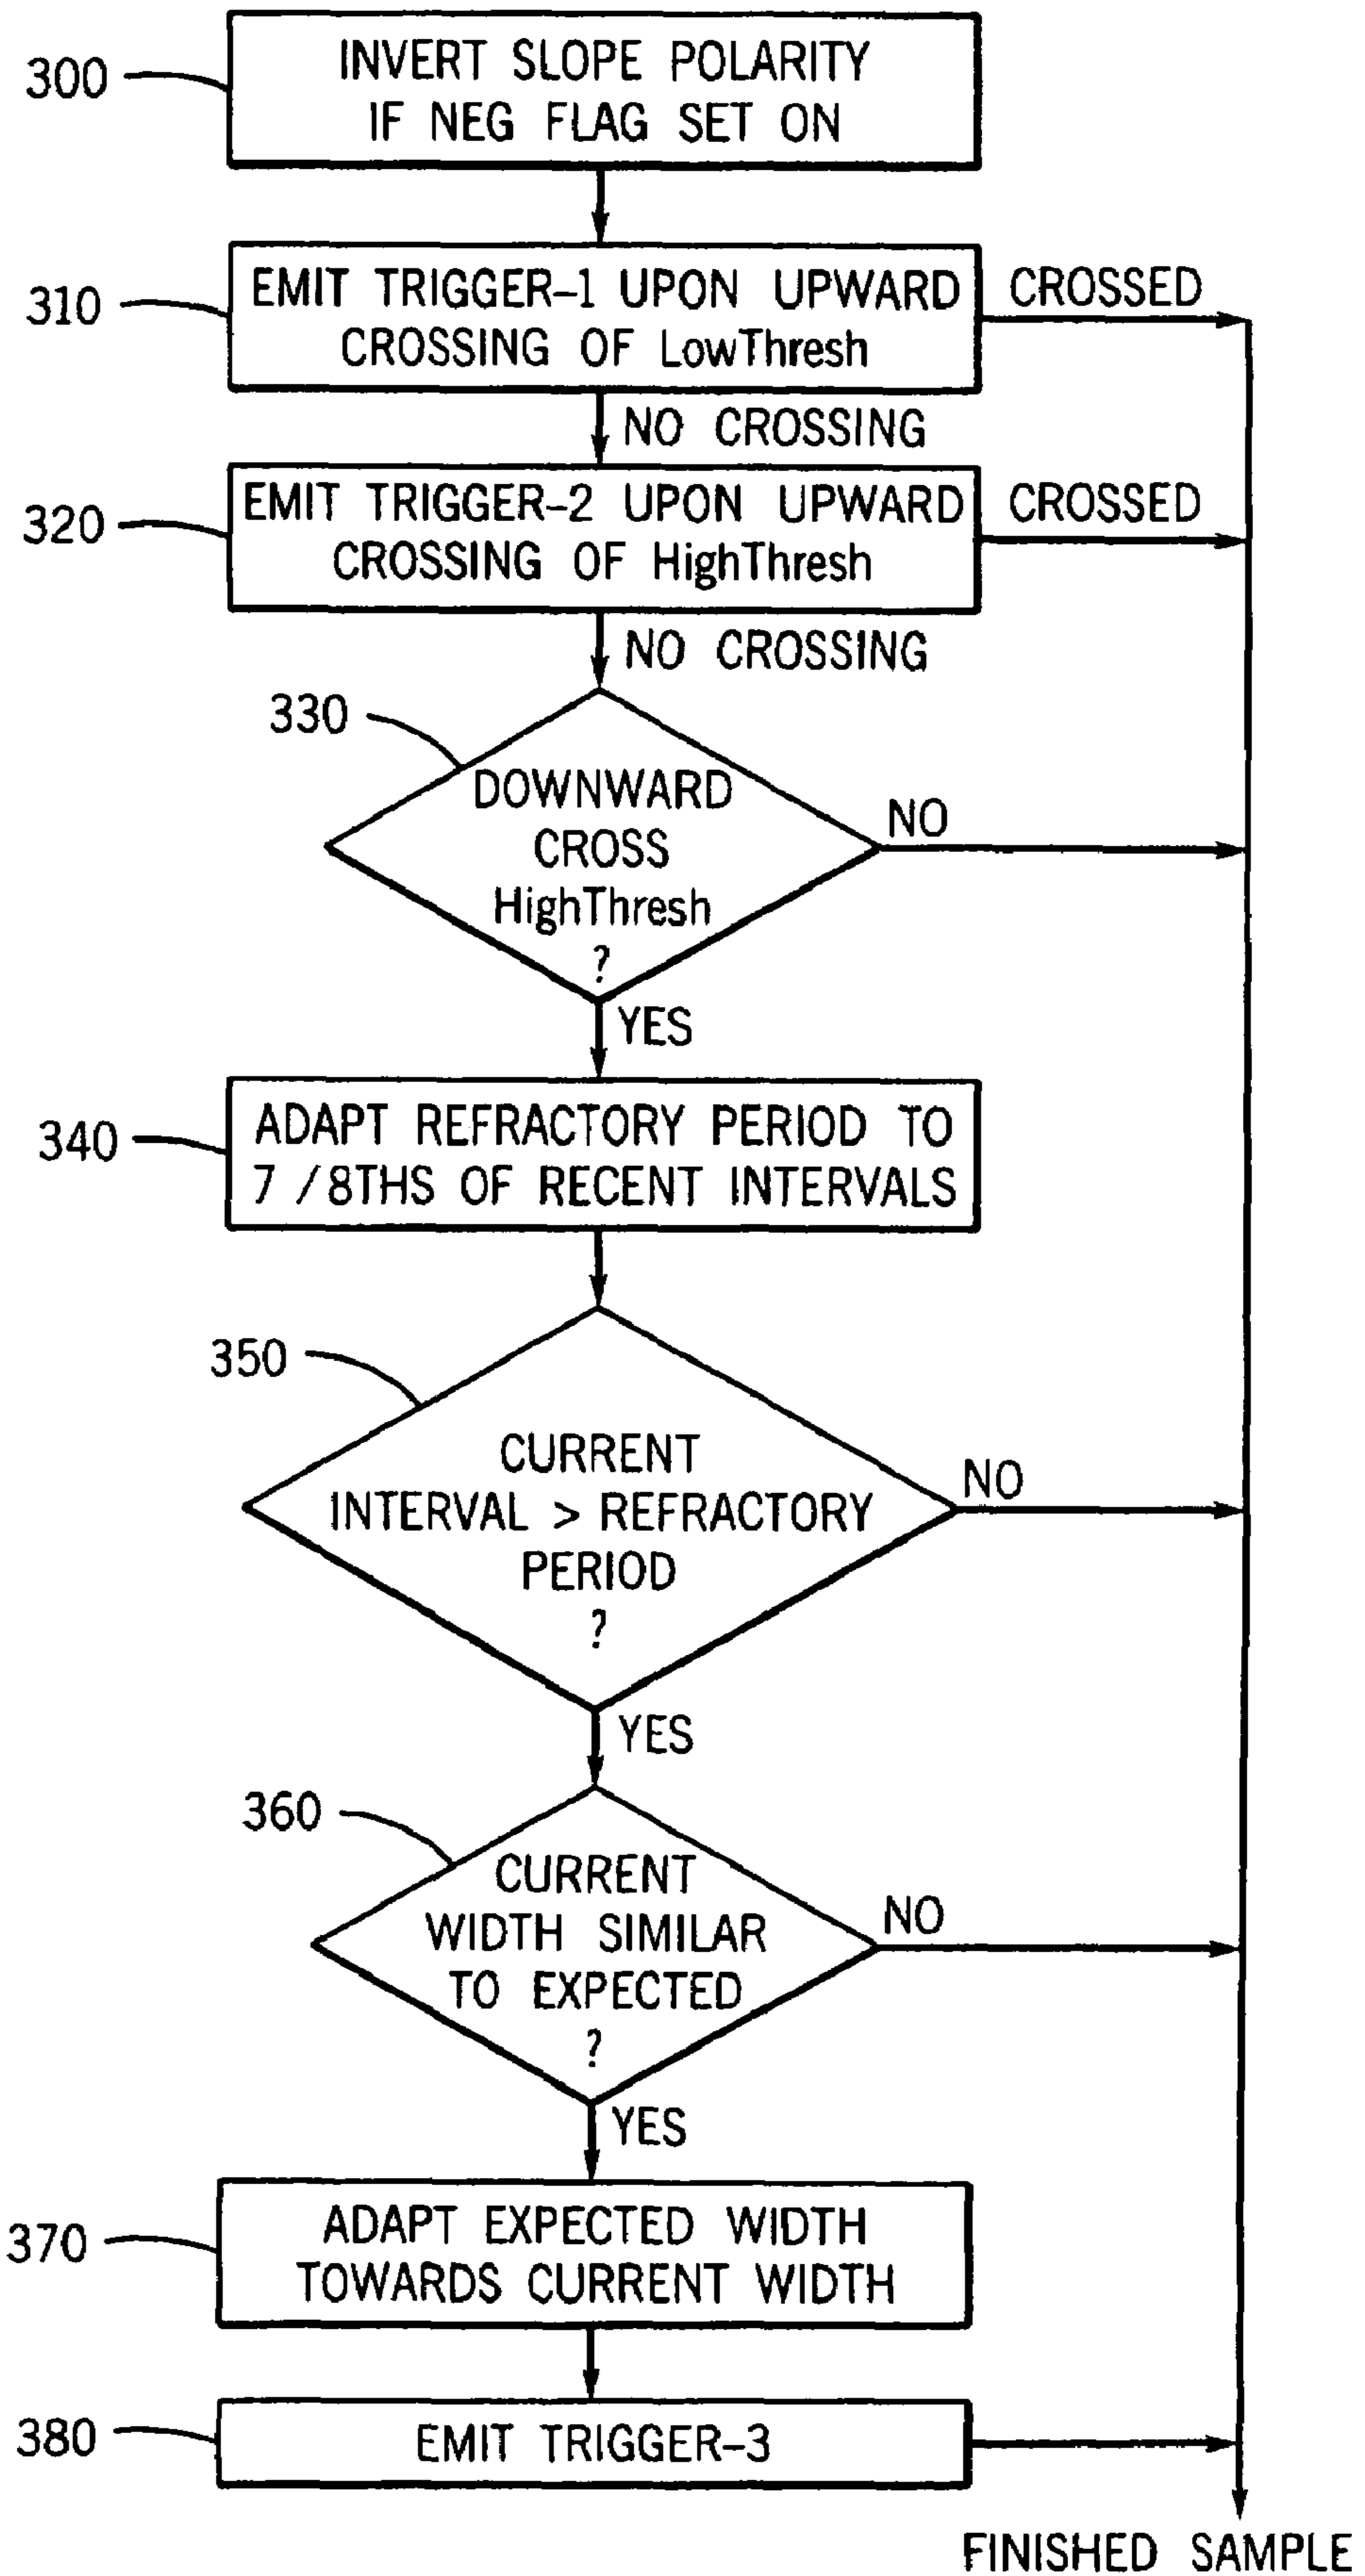 300
INVERT SLOPE POLARITY
IF NEG FLAG SET ON
310
EMIT TRIGGER-1 UPON UPWARD
CROSSING OF LowThresh
CROSSED
NO CROSSING
320
EMIT TRIGGER-2 UPON UPWARD
CROSSING OF HighThresh
CROSSED
NO CROSSING
330
DOWNWARD
CROSS
HighThresh
?
NO
YES
340
ADAPT REFRACTORY PERIOD TO
7 /8THS OF RECENT INTERVALS
350
CURRENT
INTERVAL > REFRACTORY
PERIOD
?
NO
YES
360
CURRENT
WIDTH SIMILAR
TO EXPECTED
?
NO
YES
370
ADAPT EXPECTED WIDTH
TOWARDS CURRENT WIDTH
380
EMIT TRIGGER-3
FINISHED SAMPLE